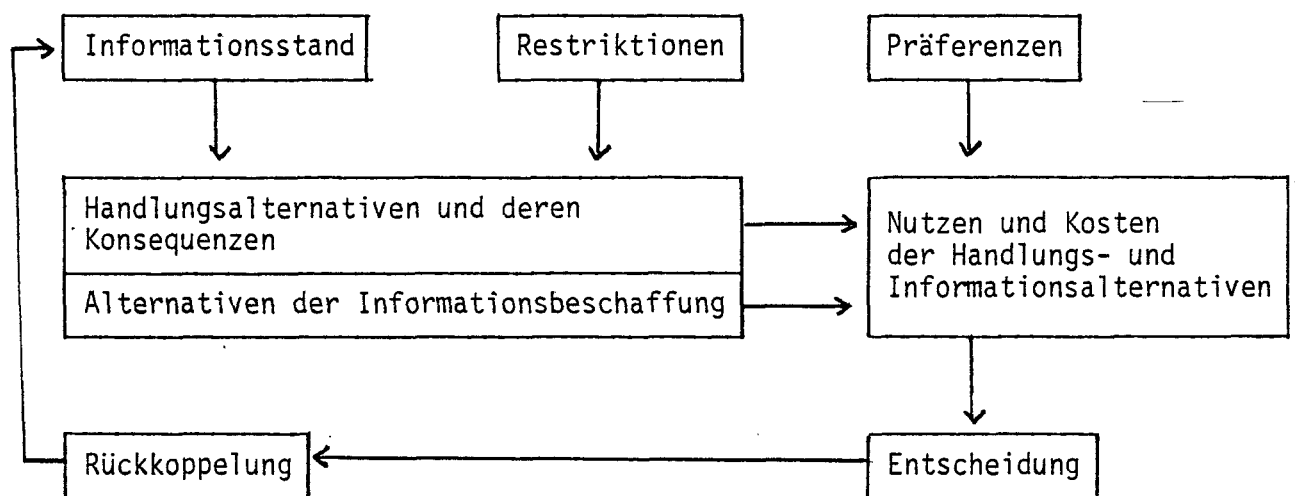 Informationsstand
Restriktionen
Präferenzen
Handlungsalternativen und deren
Konsequenzen
Alternativen der Informationsbeschaffung
Nutzen und Kosten
der Handlungs- und
Informationsalternativen
Rückkoppelung
Entscheidung